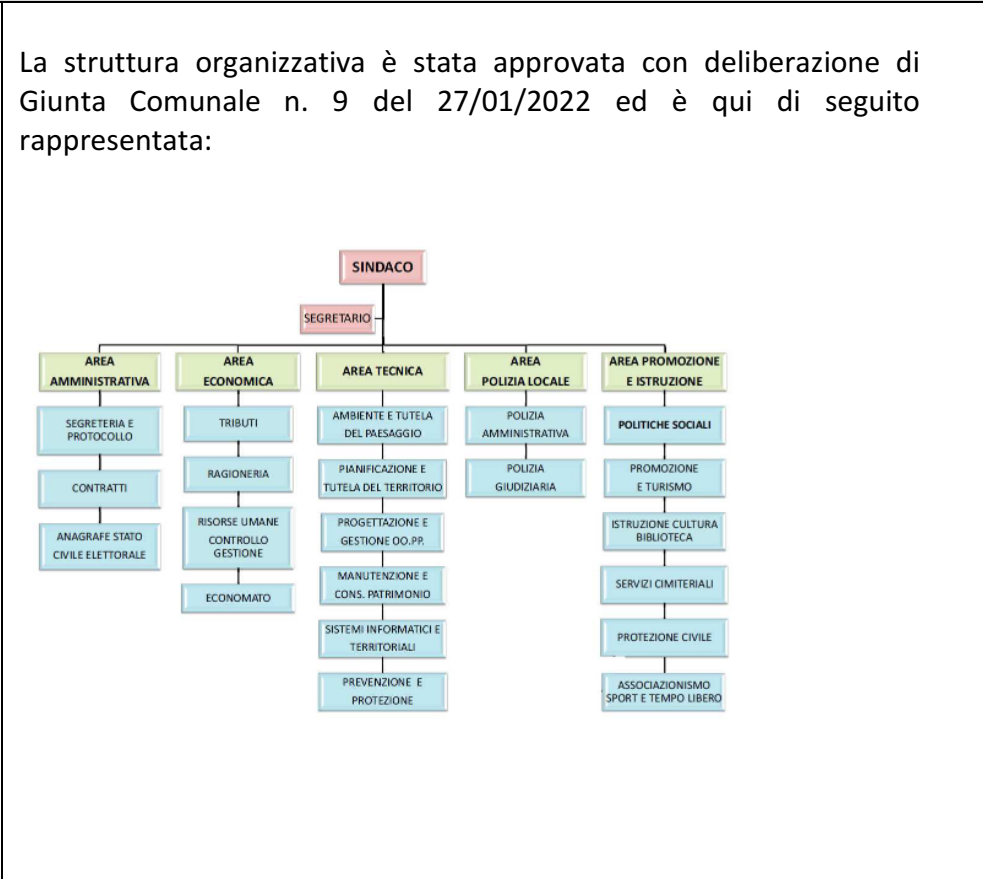 La struttura organizzativa è stata approvata con deliberazione di
Giunta Comunale n. 9 del 27/01/2022 ed è qui di seguito
rappresentata:
SINDACO
SEGRETARIO
AREA
AMMINISTRATIVA
SEGRETERIA E
PROTOCOLLO
CONTRATTI
ANAGRAFE STATO
CIVILE ELETTORALE
AREA
ECONOMICA
TRIBUTI
RAGIONERIA
RISORSE UMANE
CONTROLLO
GESTIONE
ECONOMATO
AREA TECNICA
AMBIENTE E TUTELA
DEL PAESAGGIO
PIANIFICAZIONE E
TUTELA DEL TERRITORIO
PROGETTAZIONE E
GESTIONE OO.PP.
MANUTENZIONE E
CONS. PATRIMONIO
SISTEMI INFORMATICI E
TERRITORIALI
PREVENZIONE E
PROTEZIONE
AREA
POLIZIA LOCALE
POLIZIA
AMMINISTRATIVA
POLIZIA
GIUDIZIARIA
AREA PROMOZIONE
E ISTRUZIONE
POLITICHE SOCIALI
PROMOZIONE
E TURISMO
ISTRUZIONE CULTURA
BIBLIOTECA
SERVIZI CIMITERIALI
PROTEZIONE CIVILE
ASSOCIAZIONISMO
SPORT E TEMPO LIBERO